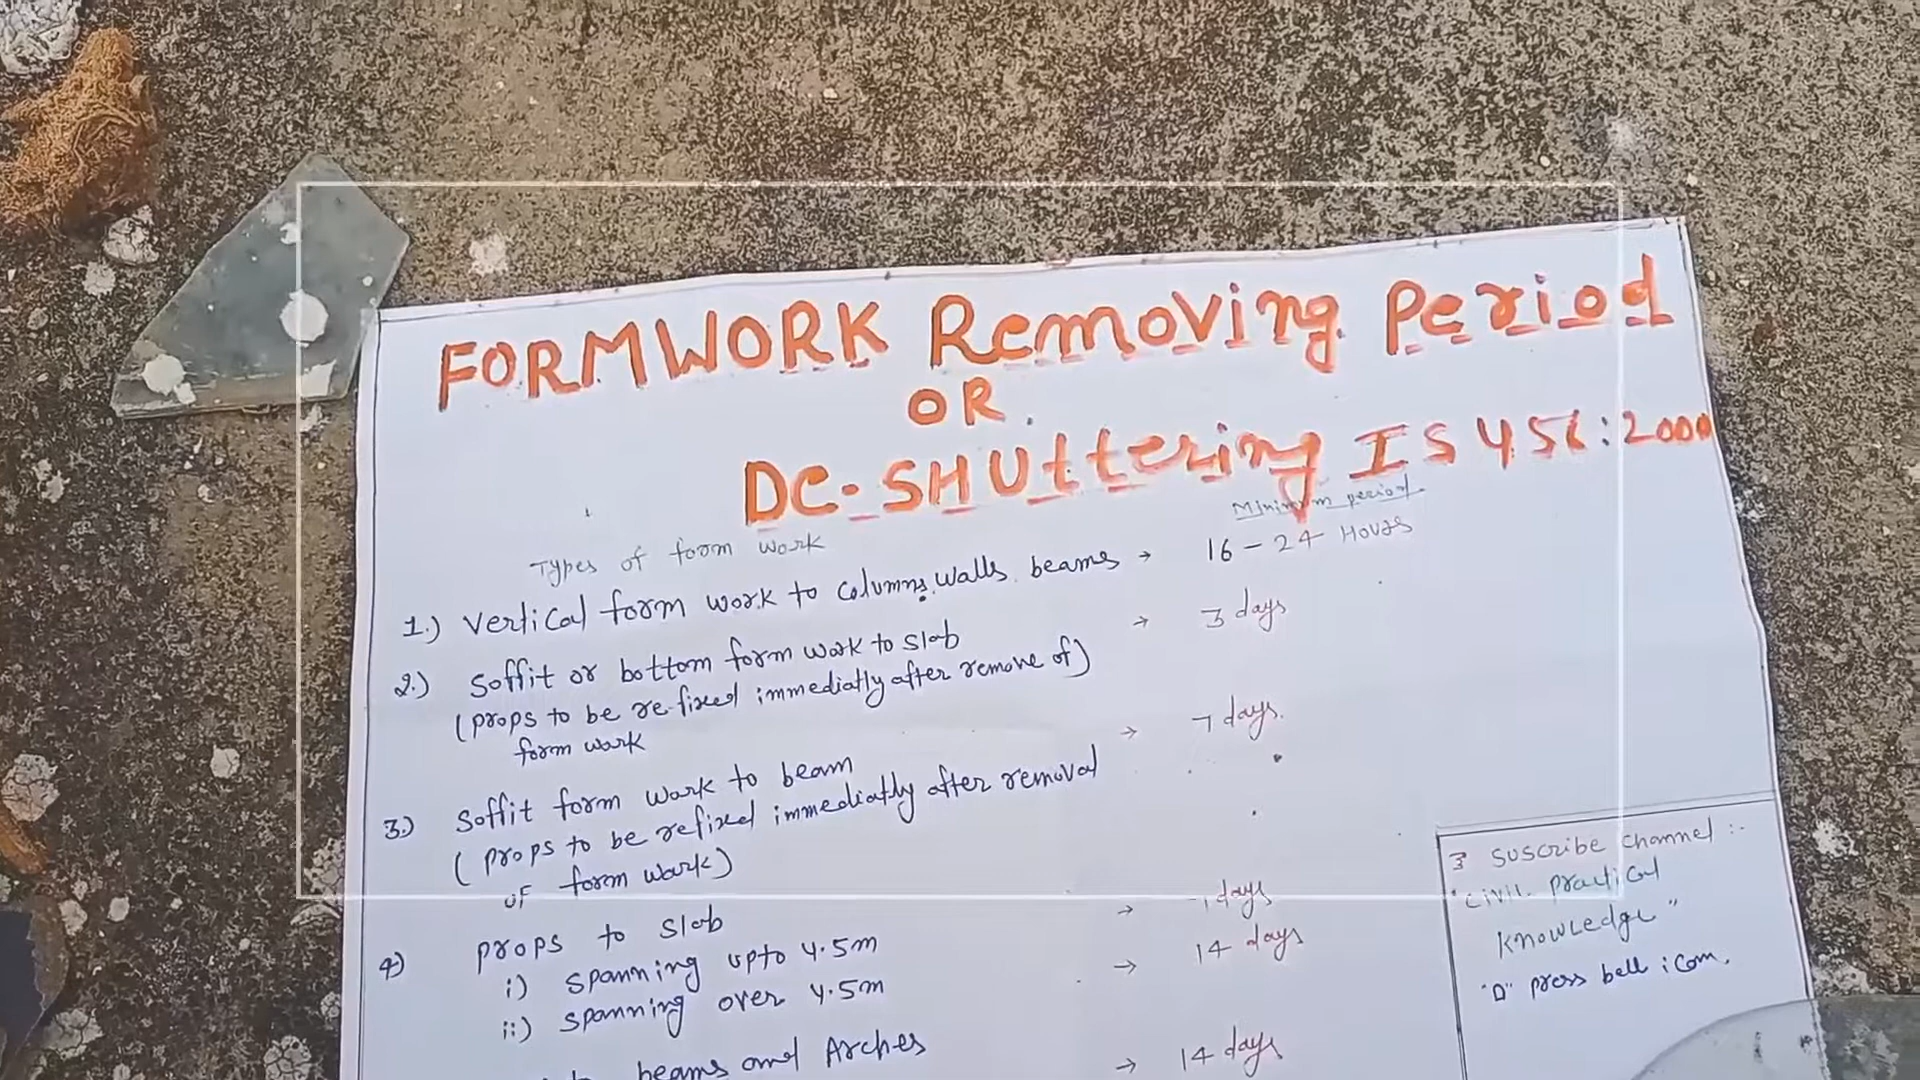 FORMWORK Removing Period
OR
DE-SHUttering IS 456:2000
Types of form work
Minimum period
1.) Vertical form work to columns, walls, beams → 16 - 24 Hours
2.) Soffit or bottom form work to slab → 3 days
(props to be re-fixed immediatly after remove of)
form work
3.) Soffit form work to beam → 7 days.
(props to be refixed immediatly after removal
of form work)
4) props to slab
i) spanning upto 4.5m → 7 days
ii) spanning over 4.5m → 14 days
beams and Arches
→ 14 days
3 suscribe channel :-
"Civil practical
Knowledge"
"D" press bell icom.